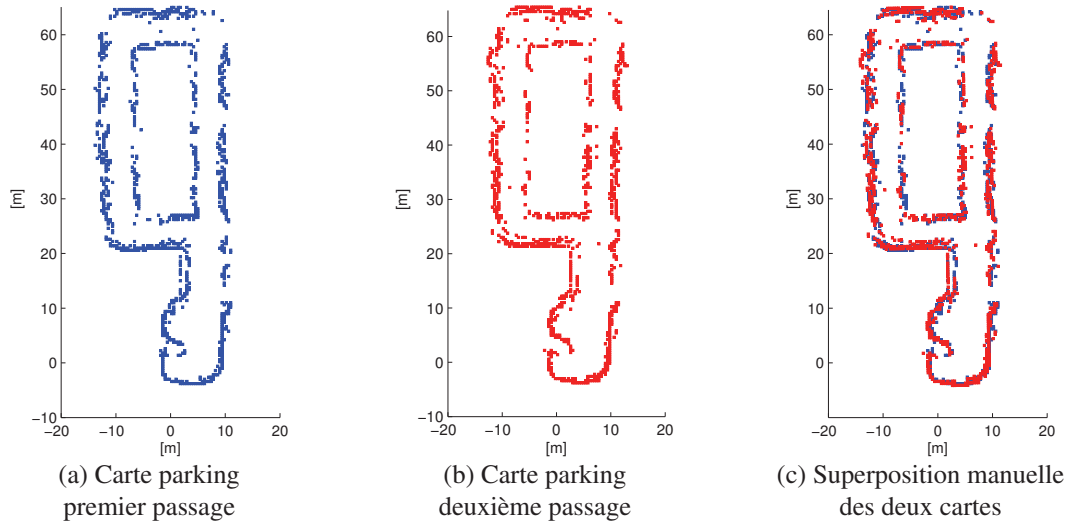 60
50
40
30
20
10
0
−10
[m]
−20 −10 0 10 20
[m]
(a) Carte parking
premier passage
60
50
40
30
20
10
0
−10
[m]
−20 −10 0 10 20
[m]
(b) Carte parking
deuxième passage
60
50
40
30
20
10
0
[m]
−20 −10 0 10 20
[m]
(c) Superposition manuelle
des deux cartes